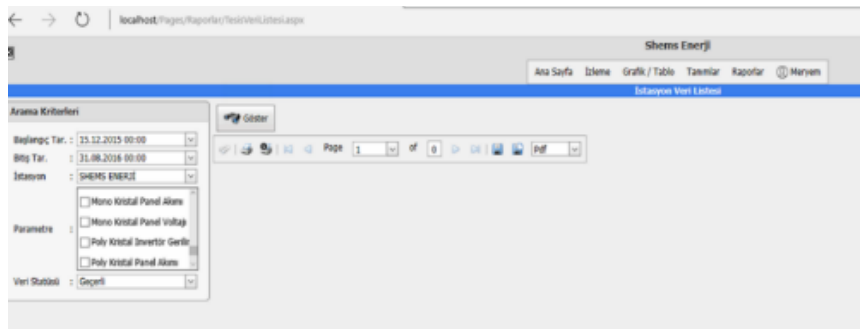 localhost/Pages/Raporlar/TesisVeriListesi.aspx
Shems Enerji
Ana Sayfa İzleme Grafik / Tablo Tanımlar Raporlar Meryem
İstasyon Veri Listesi
Arama Kriterleri
Göster
Başlangıç Tar. : 15.12.2015 00:00
Page 1 of 0 Pdf
Bitiş Tar. : 31.08.2016 00:00
İstasyon : SHEMS ENERJİ
Mono Kristal Panel Akımı
Mono Kristal Panel Voltajı
Parametre :
Poly Kristal Invertör Gerilir
Poly Kristal Panel Akımı
Veri Statüsü : Geçerli